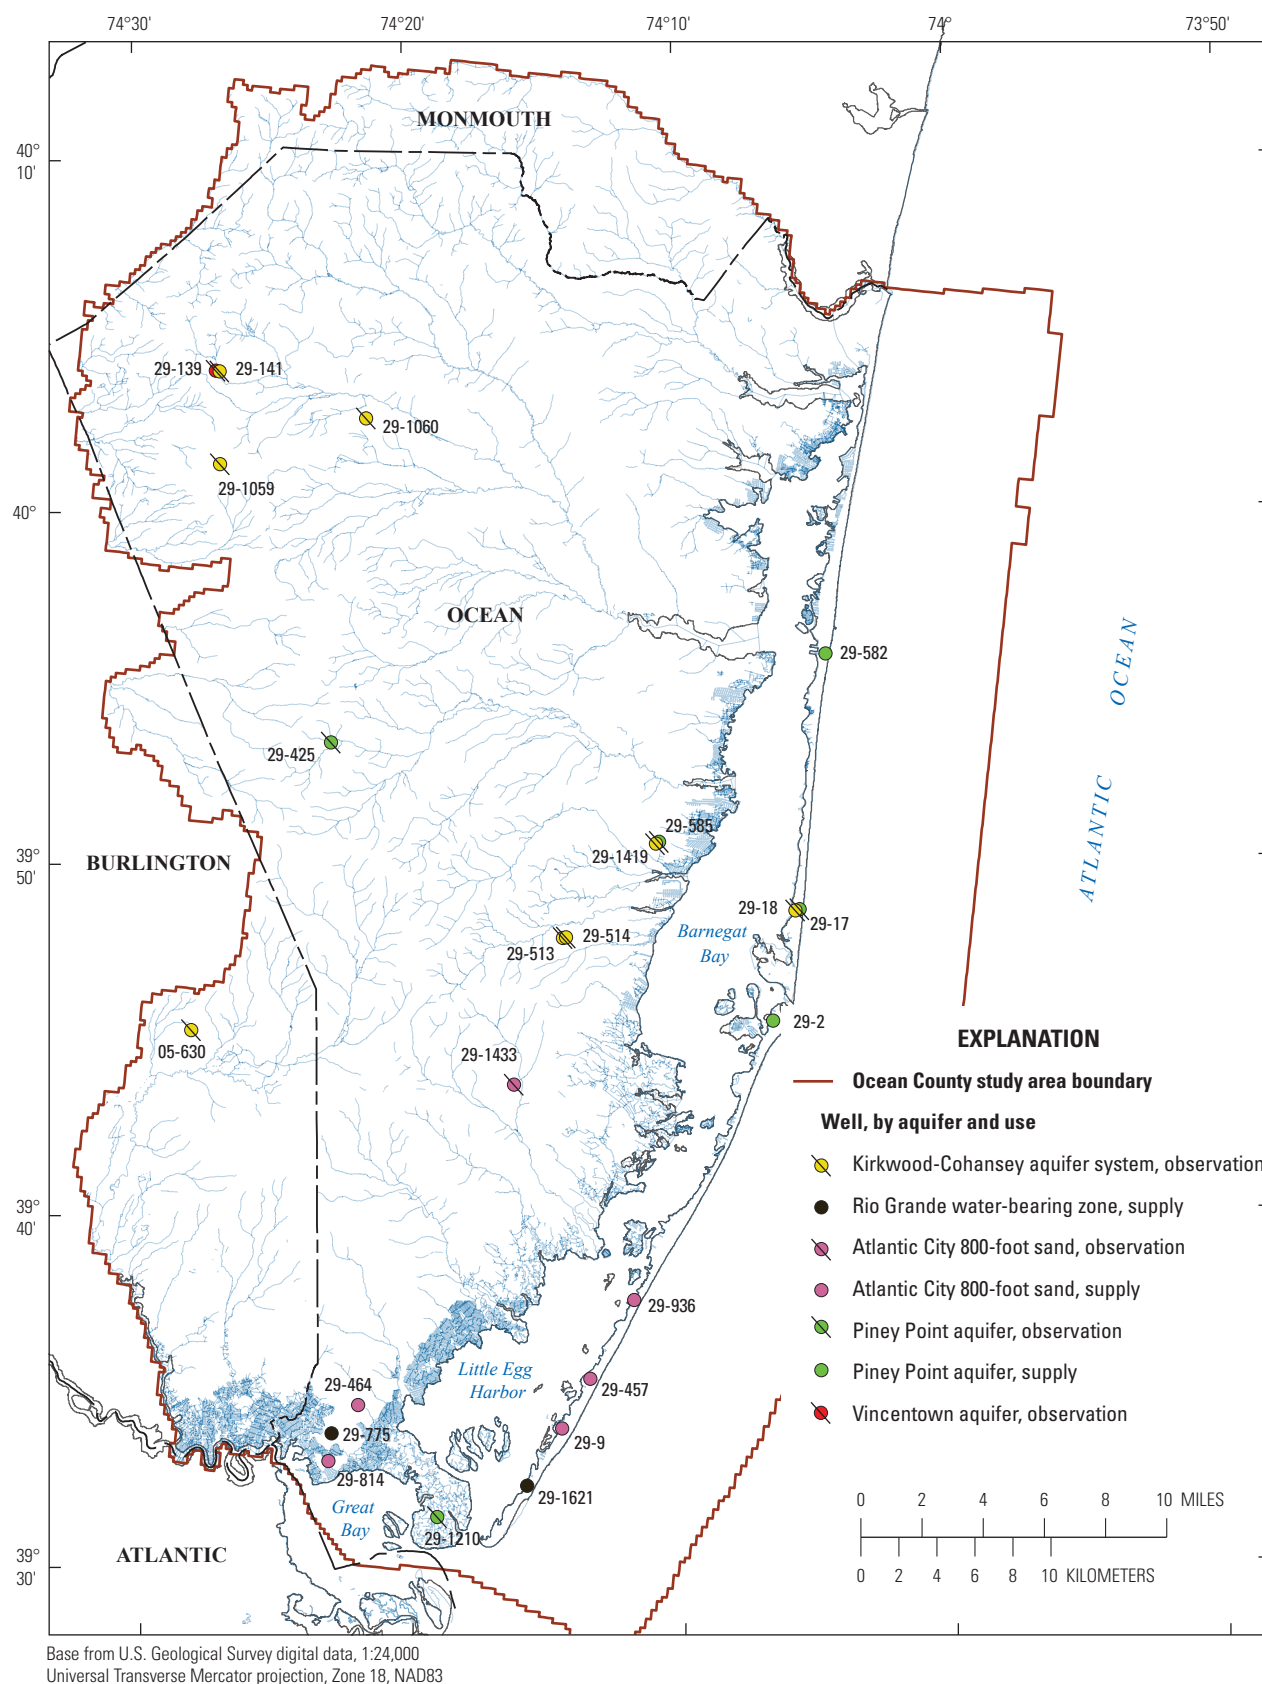 74°30'
74°20'
74°10'
74°
73°50'
MONMOUTH
40°
10'
29-139
29-141
29-1060
29-1059
40°
OCEAN
29-582
ATLANTIC OCEAN
29-425
29-585
29-1419
BURLINGTON
39°
50'
29-18
29-17
Barnegat
Bay
29-514
29-513
29-2
05-630
29-1433
EXPLANATION
Ocean County study area boundary
Well, by aquifer and use
Kirkwood-Cohansey aquifer system, observation
Rio Grande water-bearing zone, supply
Atlantic City 800-foot sand, observation
Atlantic City 800-foot sand, supply
Piney Point aquifer, observation
Piney Point aquifer, supply
Vincentown aquifer, observation
39°
40'
29-936
Little Egg
Harbor
29-457
29-464
29-775
29-9
29-814
29-1621
Great
Bay
29-1210
ATLANTIC
39°
30'
0 2 4 6 8 10 MILES
0 2 4 6 8 10 KILOMETERS
Base from U.S. Geological Survey digital data, 1:24,000
Universal Transverse Mercator projection, Zone 18, NAD83